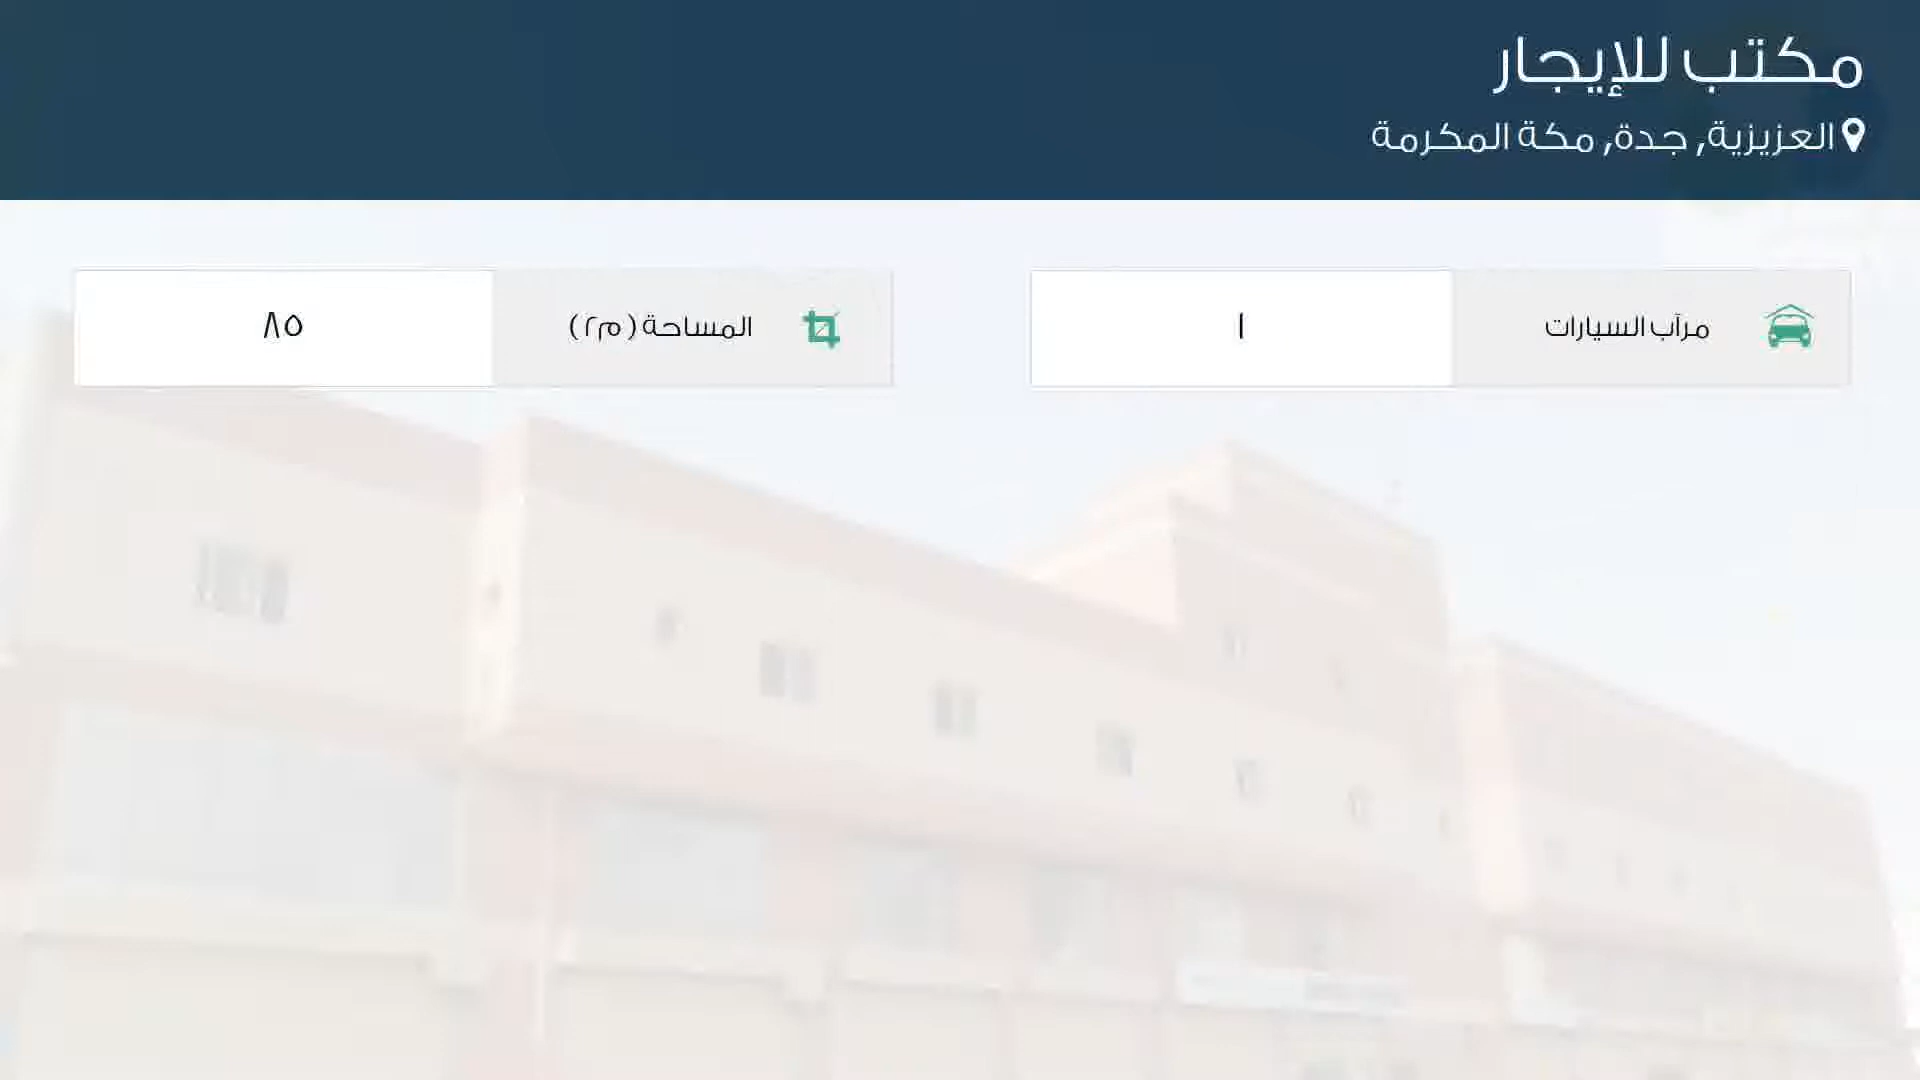 مكتب للإيجار
العزيزية, جدة, مكة المكرمة
مرآب السيارات
١
المساحة (م٢)
٨٥